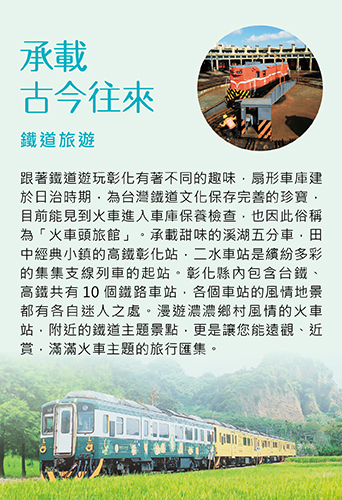 承載
古今往來
鐵道旅遊
跟著鐵道遊玩彰化有著不同的趣味，扇形車庫建
於日治時期，為台灣鐵道文化保存完善的珍寶，
目前能見到火車進入車庫保養檢查，也因此俗稱
為「火車頭旅館」。承載甜味的溪湖五分車，田
中經典小鎮的高鐵彰化站，二水車站是繽紛多彩
的集集支線列車的起站。彰化縣內包含台鐵、
高鐵共有 10 個鐵路車站，各個車站的風情地景
都有各自迷人之處。漫遊濃濃鄉村風情的火車
站，附近的鐵道主題景點，更是讓您能遠觀、近
賞，滿滿火車主題的旅行匯集。